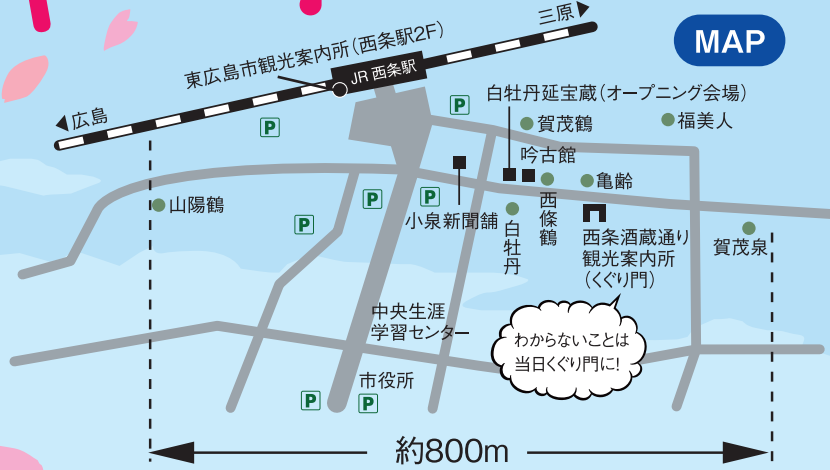 三原
MAP
東広島市観光案内所（西条駅2F）
JR 西条駅
広島
P
P
白牡丹延宝蔵（オープニング会場）
賀茂鶴
福美人
吟古館
亀齢
山陽鶴
P
P
P
小泉新聞舗
白牡丹
西條鶴
西条酒蔵通り
観光案内所
（くぐり門）
賀茂泉
中央生涯
学習センター
わからないことは
当日くぐり門に!
市役所
P
P
約800m